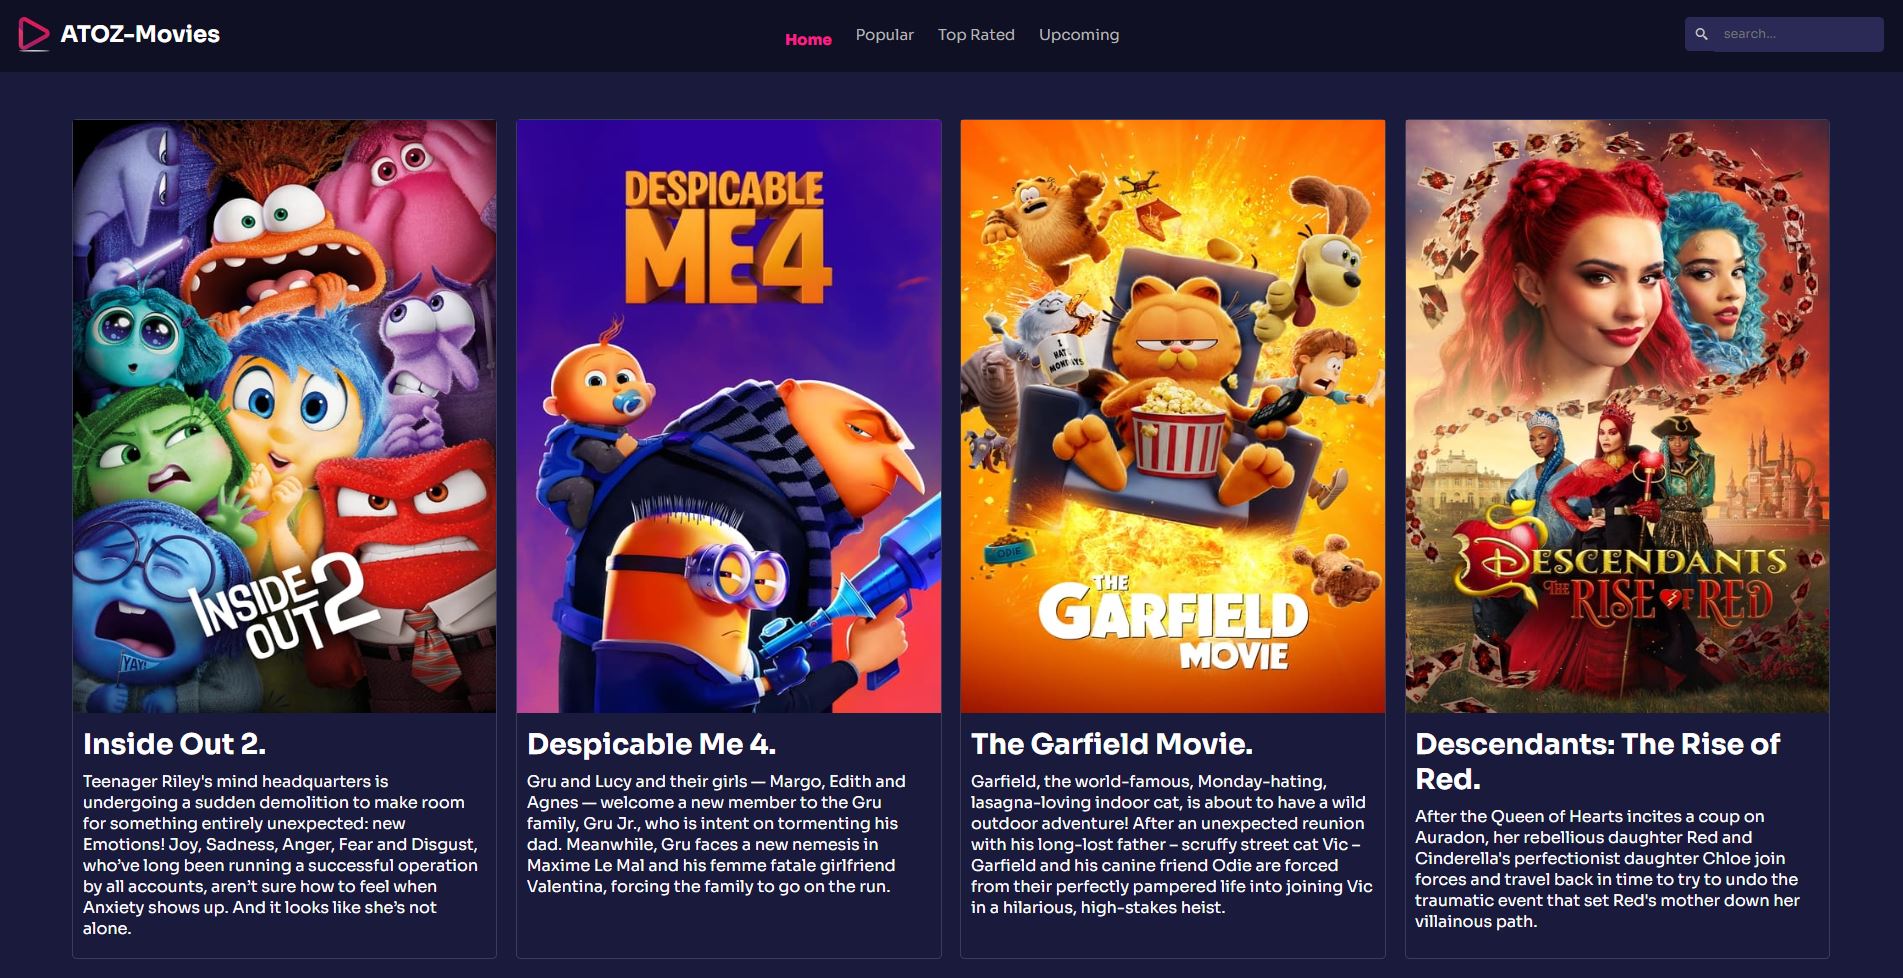 ATOZ-Movies
Home
Popular
Top Rated
Upcoming
search...
YAY!
INSIDE
OUT 2
DESPICABLE
ME4
I
HATE
MONDAYS
ODIE
THE
GARFIELD
MOVIE
DESCENDANTS
THE RISE OF RED
Inside Out 2.
Teenager Riley's mind headquarters is
undergoing a sudden demolition to make room
for something entirely unexpected: new
Emotions! Joy, Sadness, Anger, Fear and Disgust,
who’ve long been running a successful operation
by all accounts, aren’t sure how to feel when
Anxiety shows up. And it looks like she’s not
alone.
Despicable Me 4.
Gru and Lucy and their girls — Margo, Edith and
Agnes — welcome a new member to the Gru
family, Gru Jr., who is intent on tormenting his
dad. Meanwhile, Gru faces a new nemesis in
Maxime Le Mal and his femme fatale girlfriend
Valentina, forcing the family to go on the run.
The Garfield Movie.
Garfield, the world-famous, Monday-hating,
lasagna-loving indoor cat, is about to have a wild
outdoor adventure! After an unexpected reunion
with his long-lost father – scruffy street cat Vic –
Garfield and his canine friend Odie are forced
from their perfectly pampered life into joining Vic
in a hilarious, high-stakes heist.
Descendants: The Rise of
Red.
After the Queen of Hearts incites a coup on
Auradon, her rebellious daughter Red and
Cinderella's perfectionist daughter Chloe join
forces and travel back in time to try to undo the
traumatic event that set Red's mother down her
villainous path.